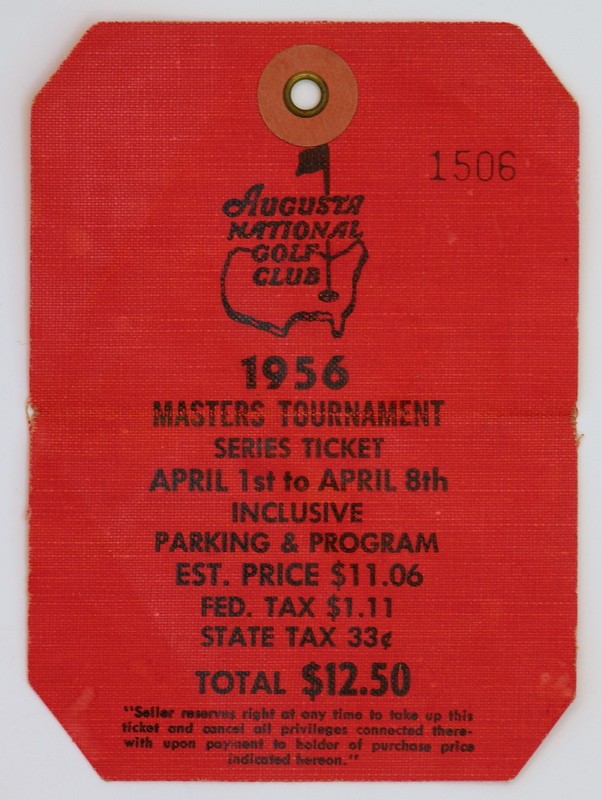 1506
Augusta
National
Golf
Club
1956
MASTERS TOURNAMENT
SERIES TICKET
APRIL 1st to APRIL 8th
INCLUSIVE
PARKING & PROGRAM
EST. PRICE $11.06
FED. TAX $1.11
STATE TAX 33¢
TOTAL $12.50
"Seller reserves right at any time to take up this
ticket and cancel all privileges connected there-
with upon payment to holder of purchase price
indicated hereon."